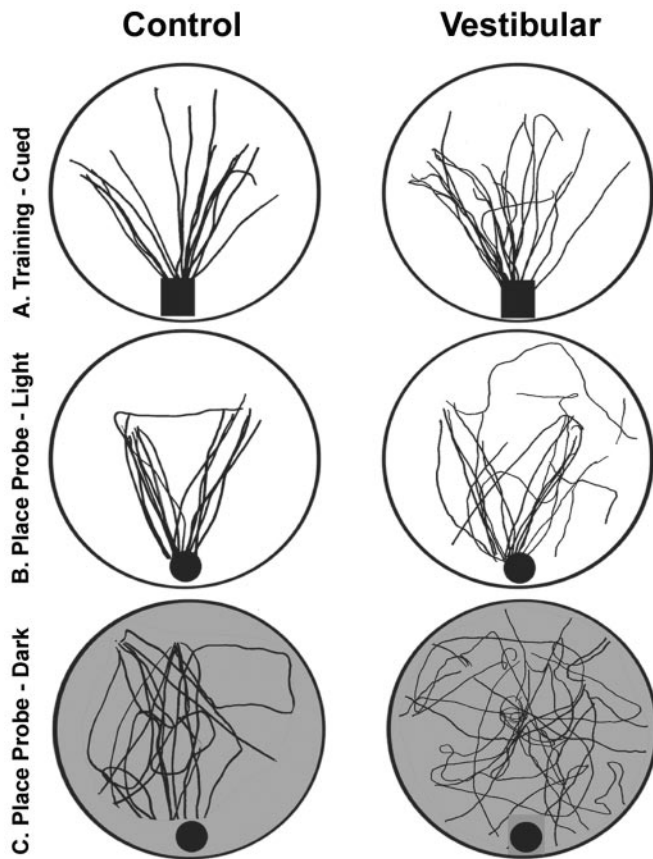 Control
Vestibular
A. Training - Cued
B. Place Probe - Light
C. Place Probe - Dark